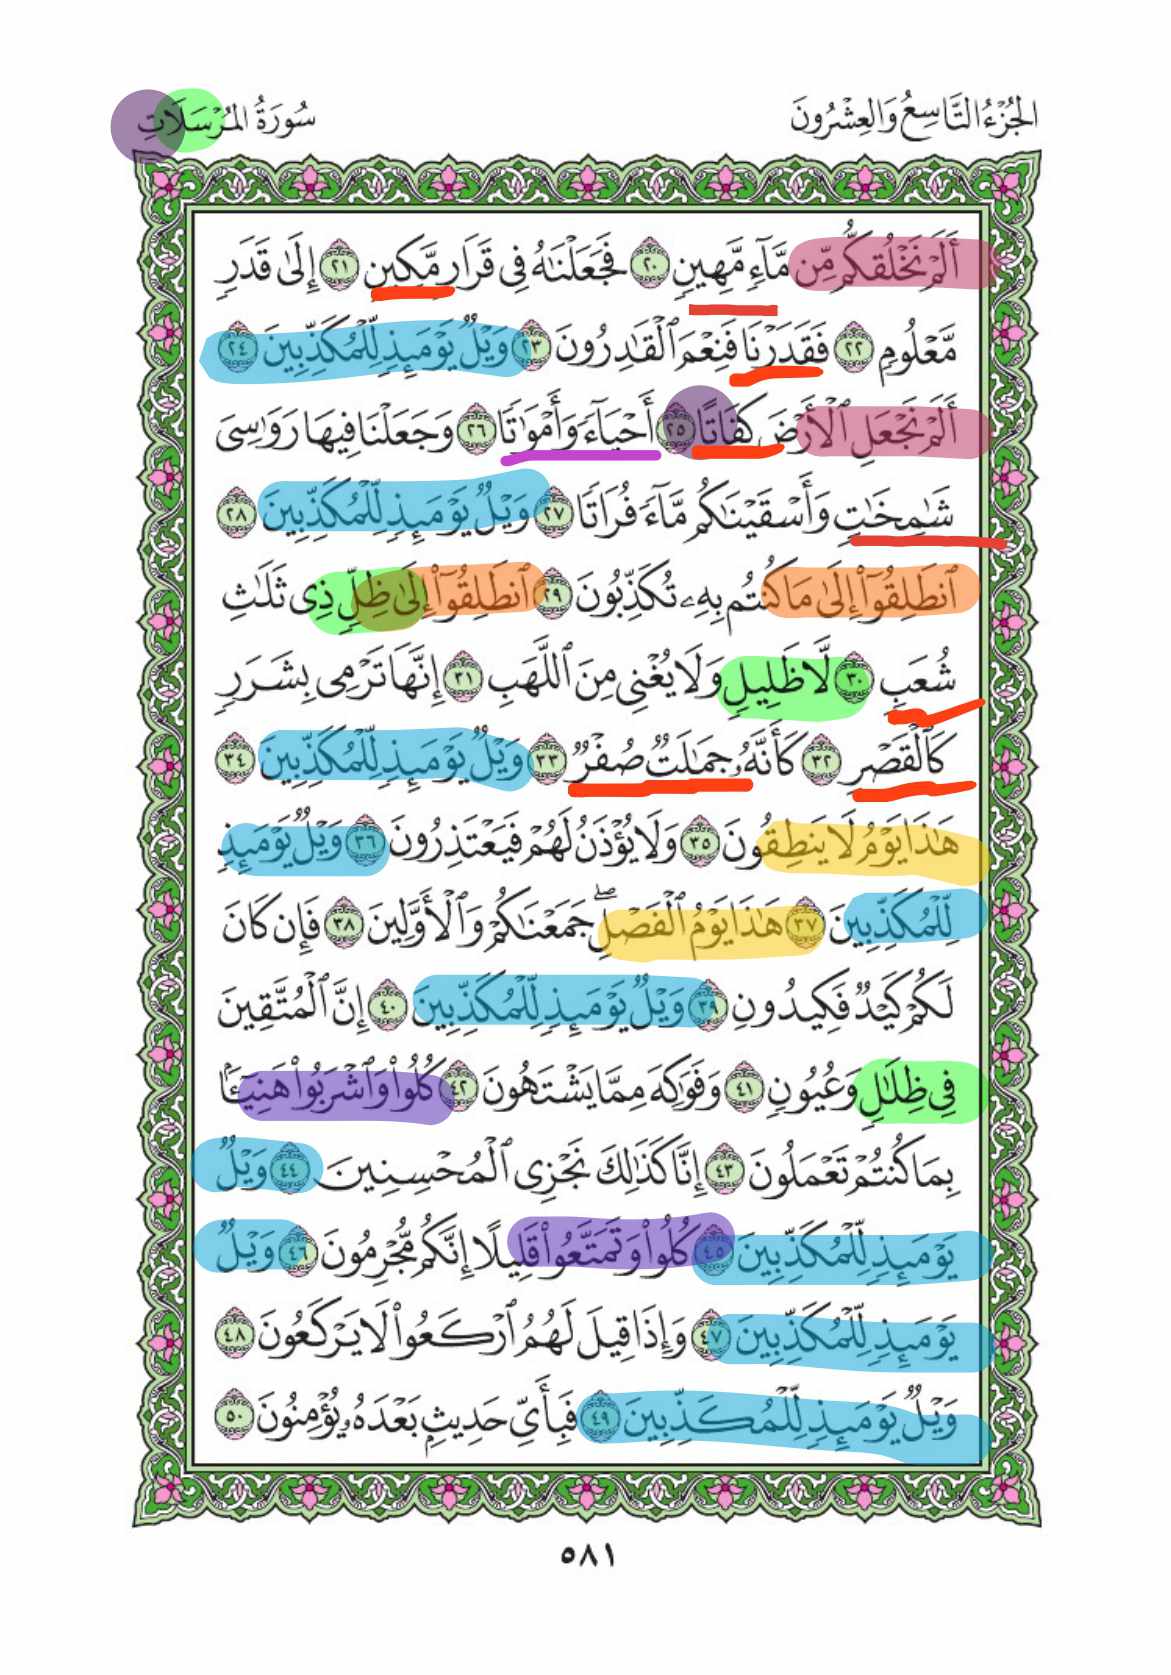 الجُزْءُ التَّاسِعُ وَالعِشْرُونَ
سُورَةُ المُرْسَلَاتِ
أَلَمْ نَخْلُقكُّم مِّن مَّآءٖ مَّهِينٖ ٢٠ فَجَعَلْنَٰهُ فِي قَرَارٖ مَّكِينٍ ٢١ إِلَىٰ قَدَرٖ
مَّعْلُومٖ ٢٢ فَقَدَرْنَا فَنِعْمَ ٱلْقَٰدِرُونَ ٢٣ وَيْلٞ يَوْمَئِذٖ لِّلْمُكَذِّبِينَ ٢٤
أَلَمْ نَجْعَلِ ٱلْأَرْضَ كِفَاتًا ٢٥ أَحْيَآءٗ وَأَمْوَٰتٗا ٢٦ وَجَعَلْنَا فِيهَا رَوَٰسِيَ
شَٰمِخَٰتٖ وَأَسْقَيْنَٰكُم مَّآءٗ فُرَاتٗا ٢٧ وَيْلٞ يَوْمَئِذٖ لِّلْمُكَذِّبِينَ ٢٨
ٱنطَلِقُوٓا۟ إِلَىٰ مَا كُنتُم بِهِۦ تُكَذِّبُونَ ٢٩ ٱنطَلِقُوٓا۟ إِلَىٰ ظِلّٖ ذِي ثَلَٰثِ
شُعَبٖ ٣٠ لَّا ظَلِيلٖ وَلَا يُغْنِي مِنَ ٱللَّهَبِ ٣١ إِنَّهَا تَرْمِي بِشَرَرٖ
كَٱلْقَصْرِ ٣٢ كَأَنَّهُۥ جِمَٰلَتٞ صُفْرٞ ٣٣ وَيْلٞ يَوْمَئِذٖ لِّلْمُكَذِّبِينَ ٣٤
هَٰذَا يَوْمُ لَا يَنطِقُونَ ٣٥ وَلَا يُؤْذَنُ لَهُمْ فَيَعْتَذِرُونَ ٣٦ وَيْلٞ يَوْمَئِذٖ
لِّلْمُكَذِّبِينَ ٣٧ هَٰذَا يَوْمُ ٱلْفَصْلِۖ جَمَعْنَٰكُمْ وَٱلْأَوَّلِينَ ٣٨ فَإِن كَانَ
لَكُمْ كَيْدٞ فَكِيدُونِ ٣٩ وَيْلٞ يَوْمَئِذٖ لِّلْمُكَذِّبِينَ ٤٠ إِنَّ ٱلْمُتَّقِينَ
فِي ظِلَٰلٖ وَعُيُونٖ ٤١ وَفَوَٰكِهَ مِمَّا يَشْتَهُونَ ٤٢ كُلُوا۟ وَٱشْرَبُوا۟ هَنِيٓـَٔۢا
بِمَا كُنتُمْ تَعْمَلُونَ ٤٣ إِنَّا كَذَٰلِكَ نَجْزِي ٱلْمُحْسِنِينَ ٤٤ وَيْلٞ
يَوْمَئِذٖ لِّلْمُكَذِّبِينَ ٤٥ كُلُوا۟ وَتَمَتَّعُوا۟ قَلِيلًا إِنَّكُم مُّجْرِمُونَ ٤٦ وَيْلٞ
يَوْمَئِذٖ لِّلْمُكَذِّبِينَ ٤٧ وَإِذَا قِيلَ لَهُمُ ٱرْكَعُوا۟ لَا يَرْكَعُونَ ٤٨
وَيْلٞ يَوْمَئِذٖ لِّلْمُكَذِّبِينَ ٤٩ فَبِأَيِّ حَدِيثِۭ بَعْدَهُۥ يُؤْمِنُونَ ٥٠
٥٨١